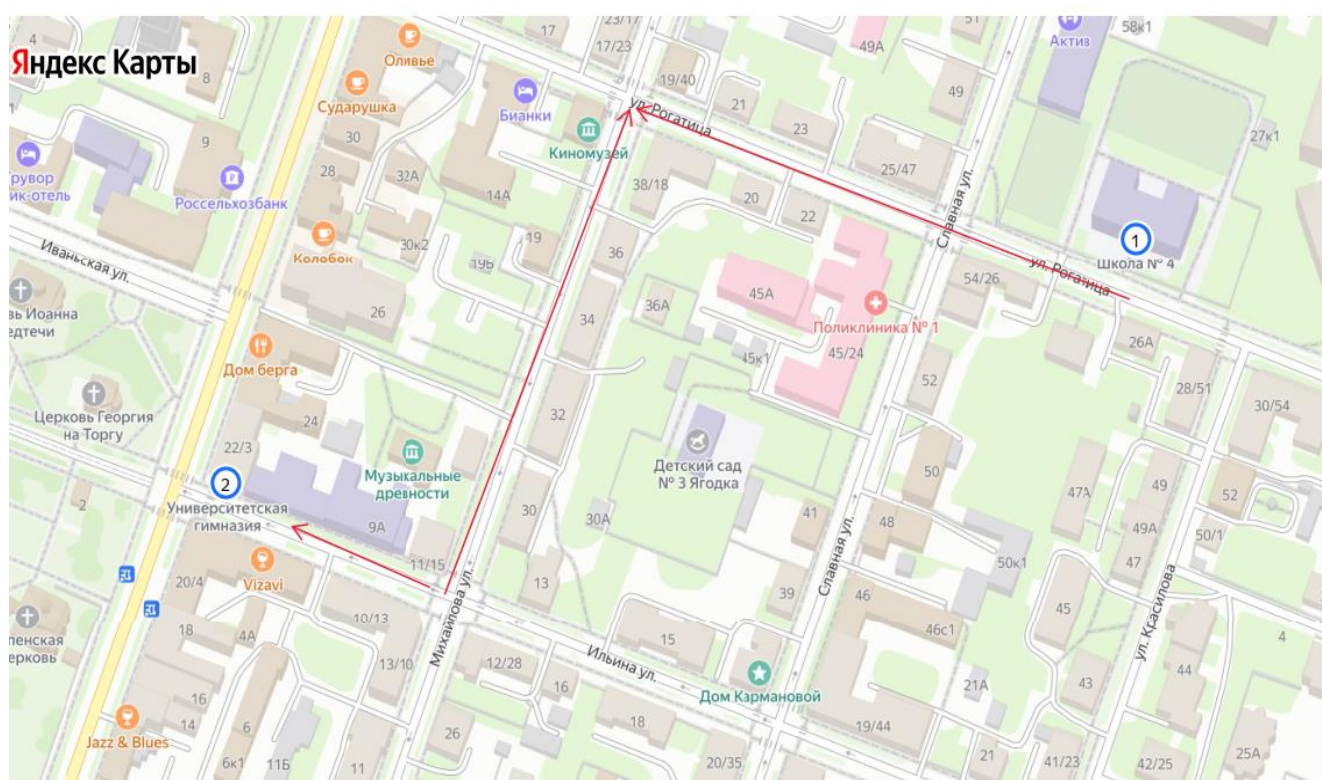 Яндекс Карты
4
8
9
Оливье
17
23/17
17/23
19/40
49А
51
Актив
58к1
Сударушка
Бианки
ул. Рогатица
21
23
49
27к1
30
Киномузей
25/47
28
32А
14А
38/18
20
22
Славная ул.
Школа № 4
1
Россельхозбанк
Колобок
30к2
19
19Б
36
ул. Рогатица
Иваньская ул.
26
34
36А
45А
Поликлиника № 1
54/26
26А
45к1
45/24
52
28/51
30/54
Дом берга
Церковь Георгия
на Торгу
24
22/3
32
Детский сад
№ 3 Ягодка
50
2
Музыкальные
древности
Университетская
гимназия
9А
2
30
30А
41
48
47А
49
52
49А
47
50/1
11/15
Vizavi
20/4
13
39
46
50к1
45
Славная ул.
ул. Красилова
10/13
4А
18
Михайлова ул.
15
46с1
4
13/10
12/28
Ильина ул.
16
Дом Кармановой
21А
43
44
16
14
6
Jazz & Blues
26
18
19/44
6к1
11Б
11
20/35
21
41/23
42/25
25А